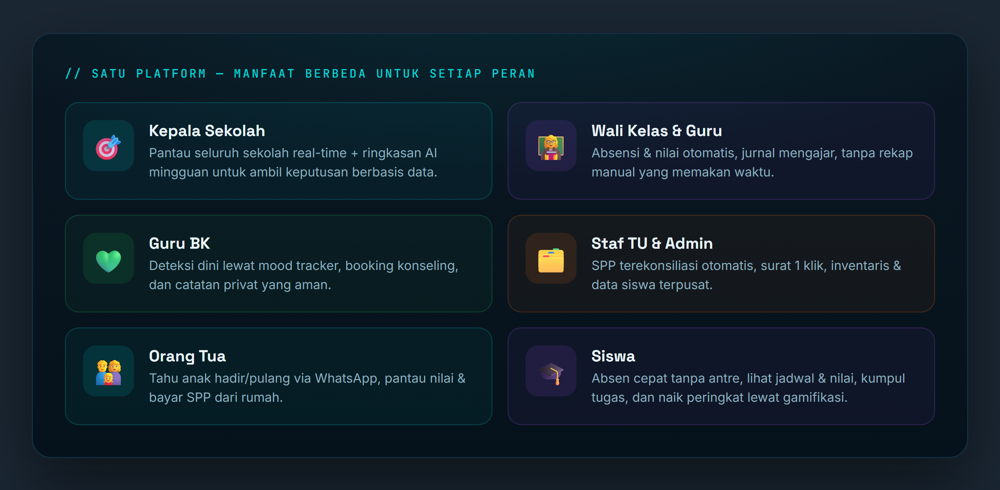 // SATU PLATFORM — MANFAAT BERBEDA UNTUK SETIAP PERAN
Kepala Sekolah
Pantau seluruh sekolah real-time + ringkasan AI
mingguan untuk ambil keputusan berbasis data.
Wali Kelas & Guru
Absensi & nilai otomatis, jurnal mengajar, tanpa rekap
manual yang memakan waktu.
Guru BK
Deteksi dini lewat mood tracker, booking konseling,
dan catatan privat yang aman.
Staf TU & Admin
SPP terekonsiliasi otomatis, surat 1 klik, inventaris &
data siswa terpusat.
Orang Tua
Tahu anak hadir/pulang via WhatsApp, pantau nilai &
bayar SPP dari rumah.
Siswa
Absen cepat tanpa antre, lihat jadwal & nilai, kumpul
tugas, dan naik peringkat lewat gamifikasi.